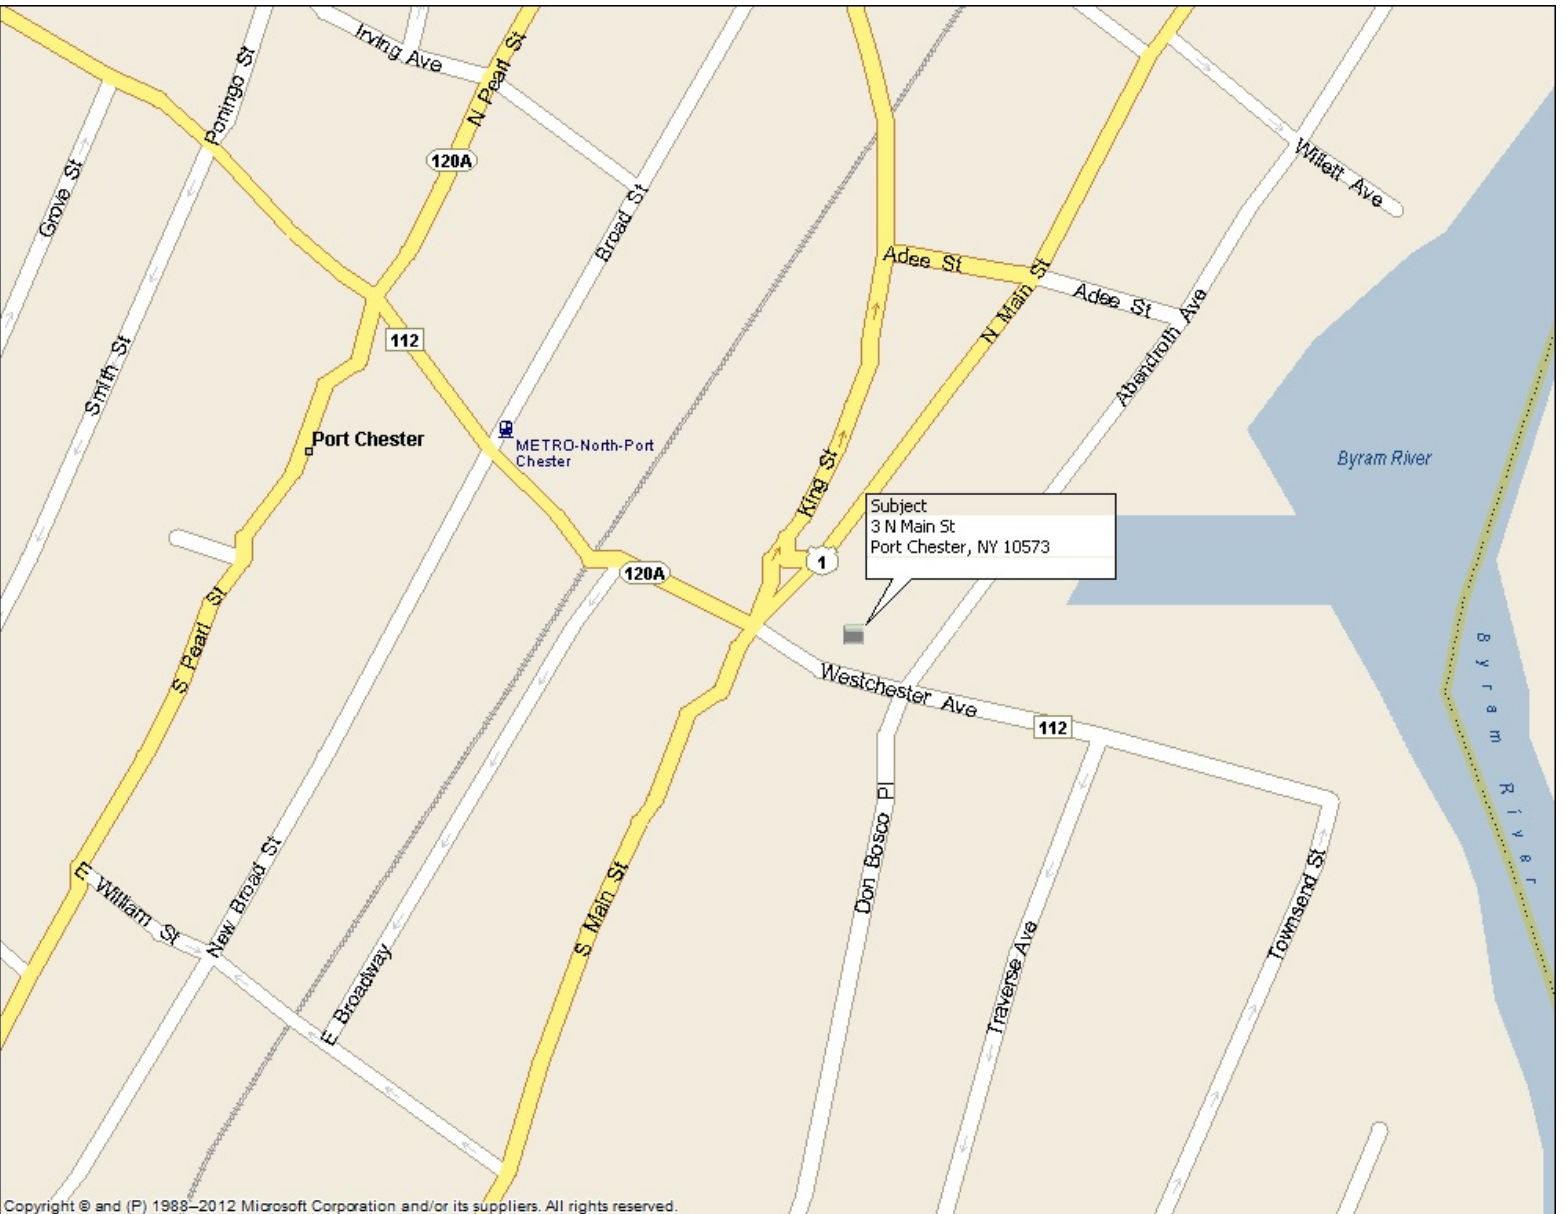 Irving Ave
Poningo St
N Pearl St
120A
Willett Ave
Grove St
Broad St
Adee St
Adee St
N Main St
Abendroth Ave
112
Smith St
Port Chester
METRO-North-Port
Chester
Byram River
King St
Subject
3 N Main St
Port Chester, NY 10573
1
120A
S Pearl St
Byram River
Westchester Ave
112
Don Bosco Pl
E William St
New Broad St
S Main St
Townsend St
Traverse Ave
E Broadway
Copyright © and (P) 1988–2012 Microsoft Corporation and/or its suppliers. All rights reserved.